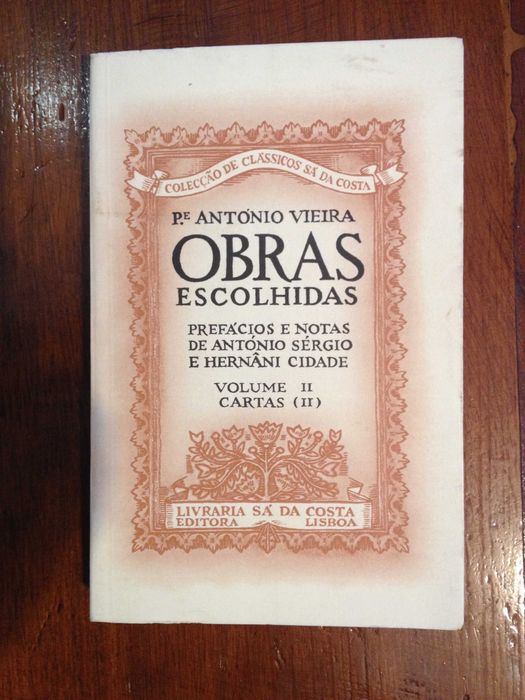 COLECÇÃO DE CLÁSSICOS SÁ DA COSTA
P.E ANTÓNIO VIEIRA
OBRAS
ESCOLHIDAS
PREFÁCIOS E NOTAS
DE ANTÓNIO SÉRGIO
E HERNÂNI CIDADE
VOLUME II
CARTAS (II)
LIVRARIA SÁ DA COSTA
EDITORA LISBOA